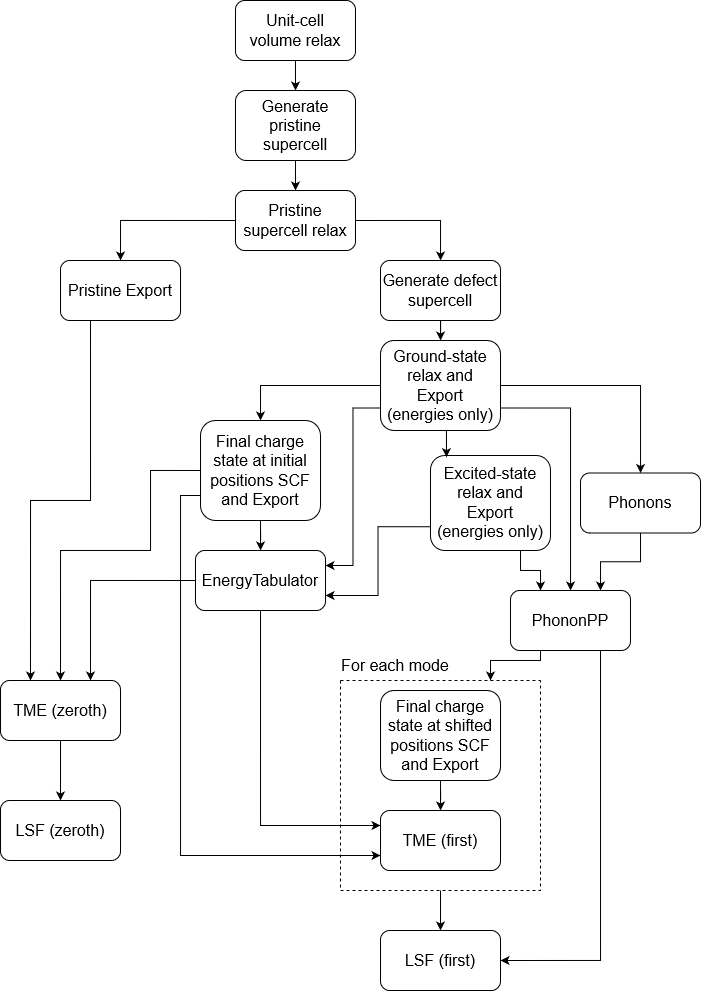 Unit-cell
volume relax
Generate
pristine
supercell
Pristine
supercell relax
Pristine Export
Generate defect
supercell
Ground-state
relax and
Export
(energies only)
Final charge
state at initial
positions SCF
and Export
Excited-state
relax and
Export
(energies only)
Phonons
EnergyTabulator
PhononPP
For each mode
TME (zeroth)
Final charge
state at shifted
positions SCF
and Export
LSF (zeroth)
TME (first)
LSF (first)